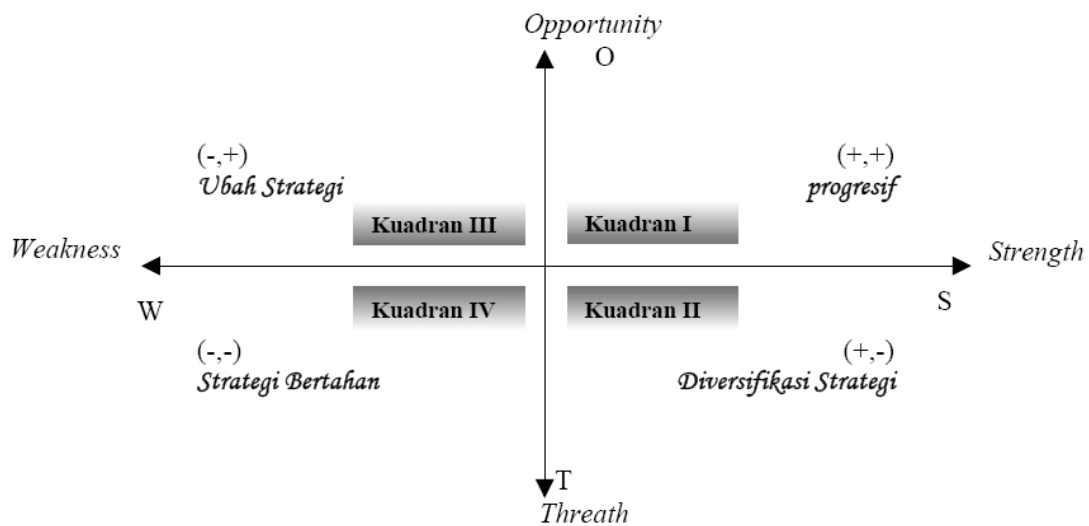 Opportunity
O
(-,+)
Ubah Strategi
(+,+)
progresif
Kuadran III
Kuadran I
Weakness
Strength
W
S
Kuadran IV
Kuadran II
(-,-)
Strategi Bertahan
(+,-)
Diversifikasi Strategi
T
Threath